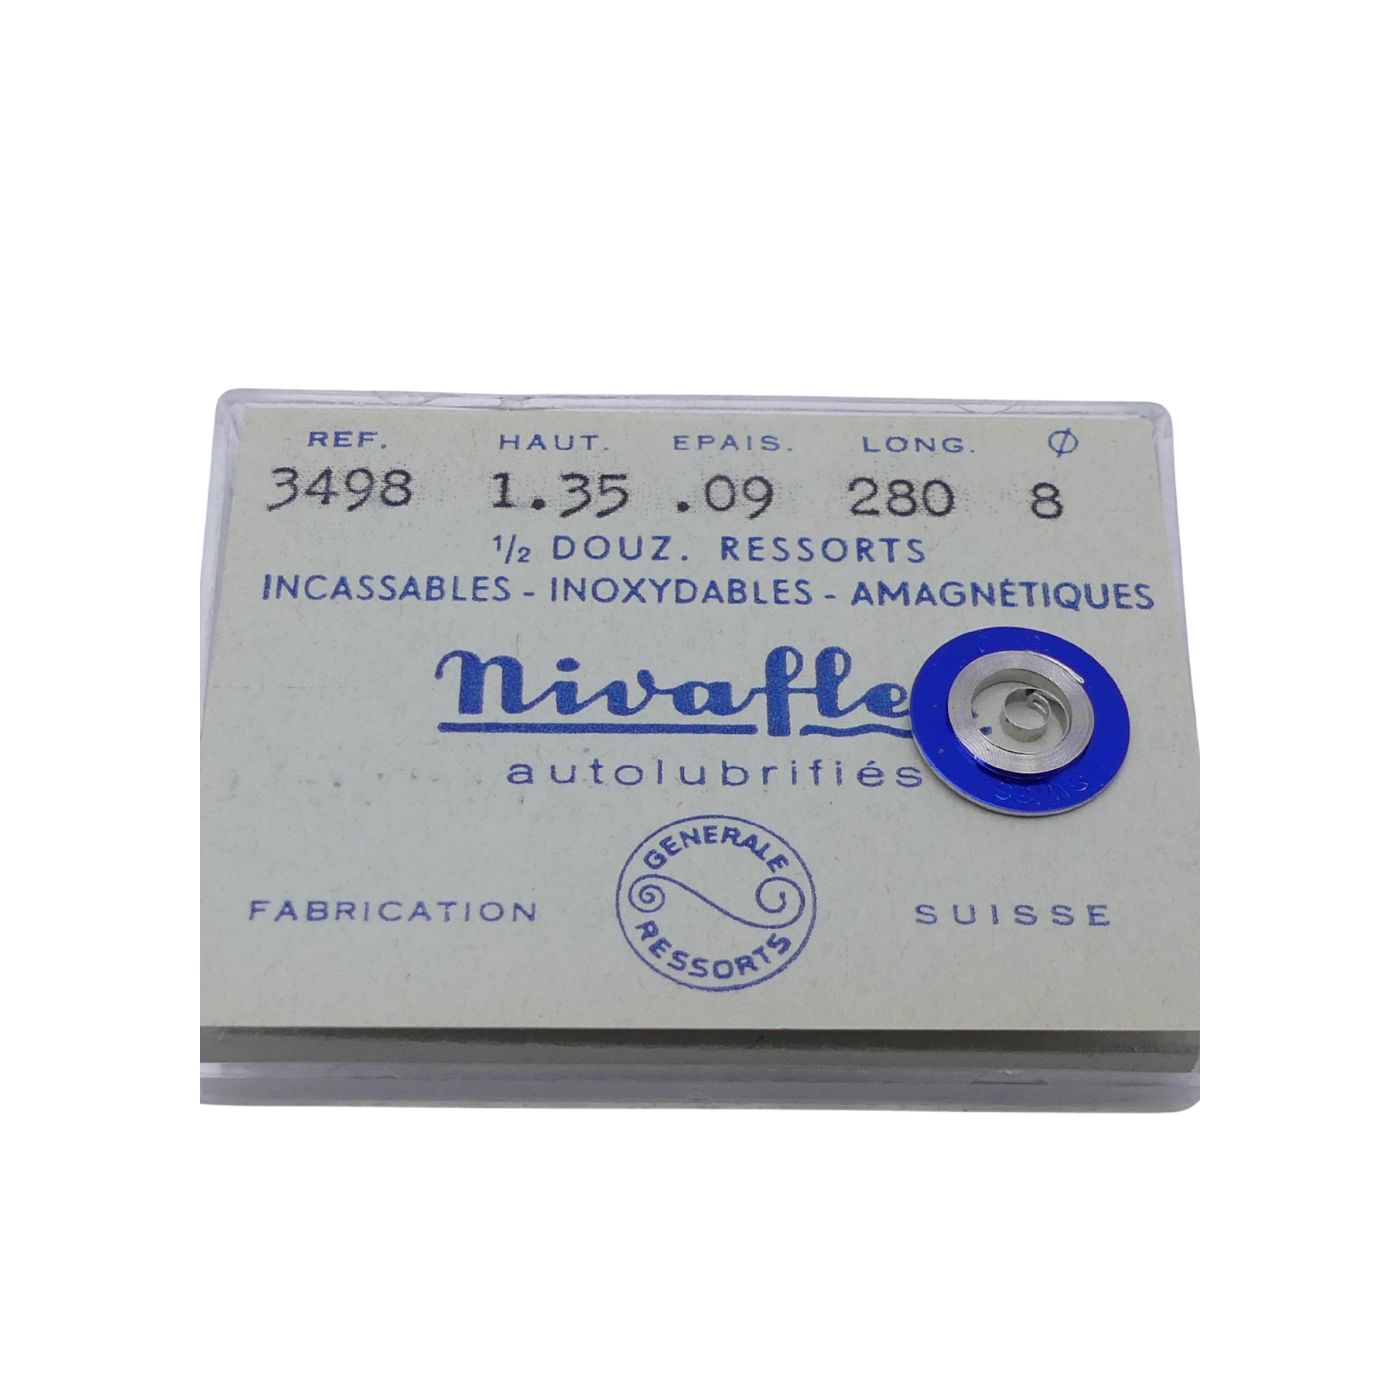 REF. HAUT. EPAIS. LONG. Ø
3498 1.35 .09 280 8
1/2 DOUZ. RESSORTS
INCASSABLES - INOXYDABLES - AMAGNÉTIQUES
Nivafle
autolubrifiés
SWISS
GENERALE
RESSORTS
FABRICATION SUISSE